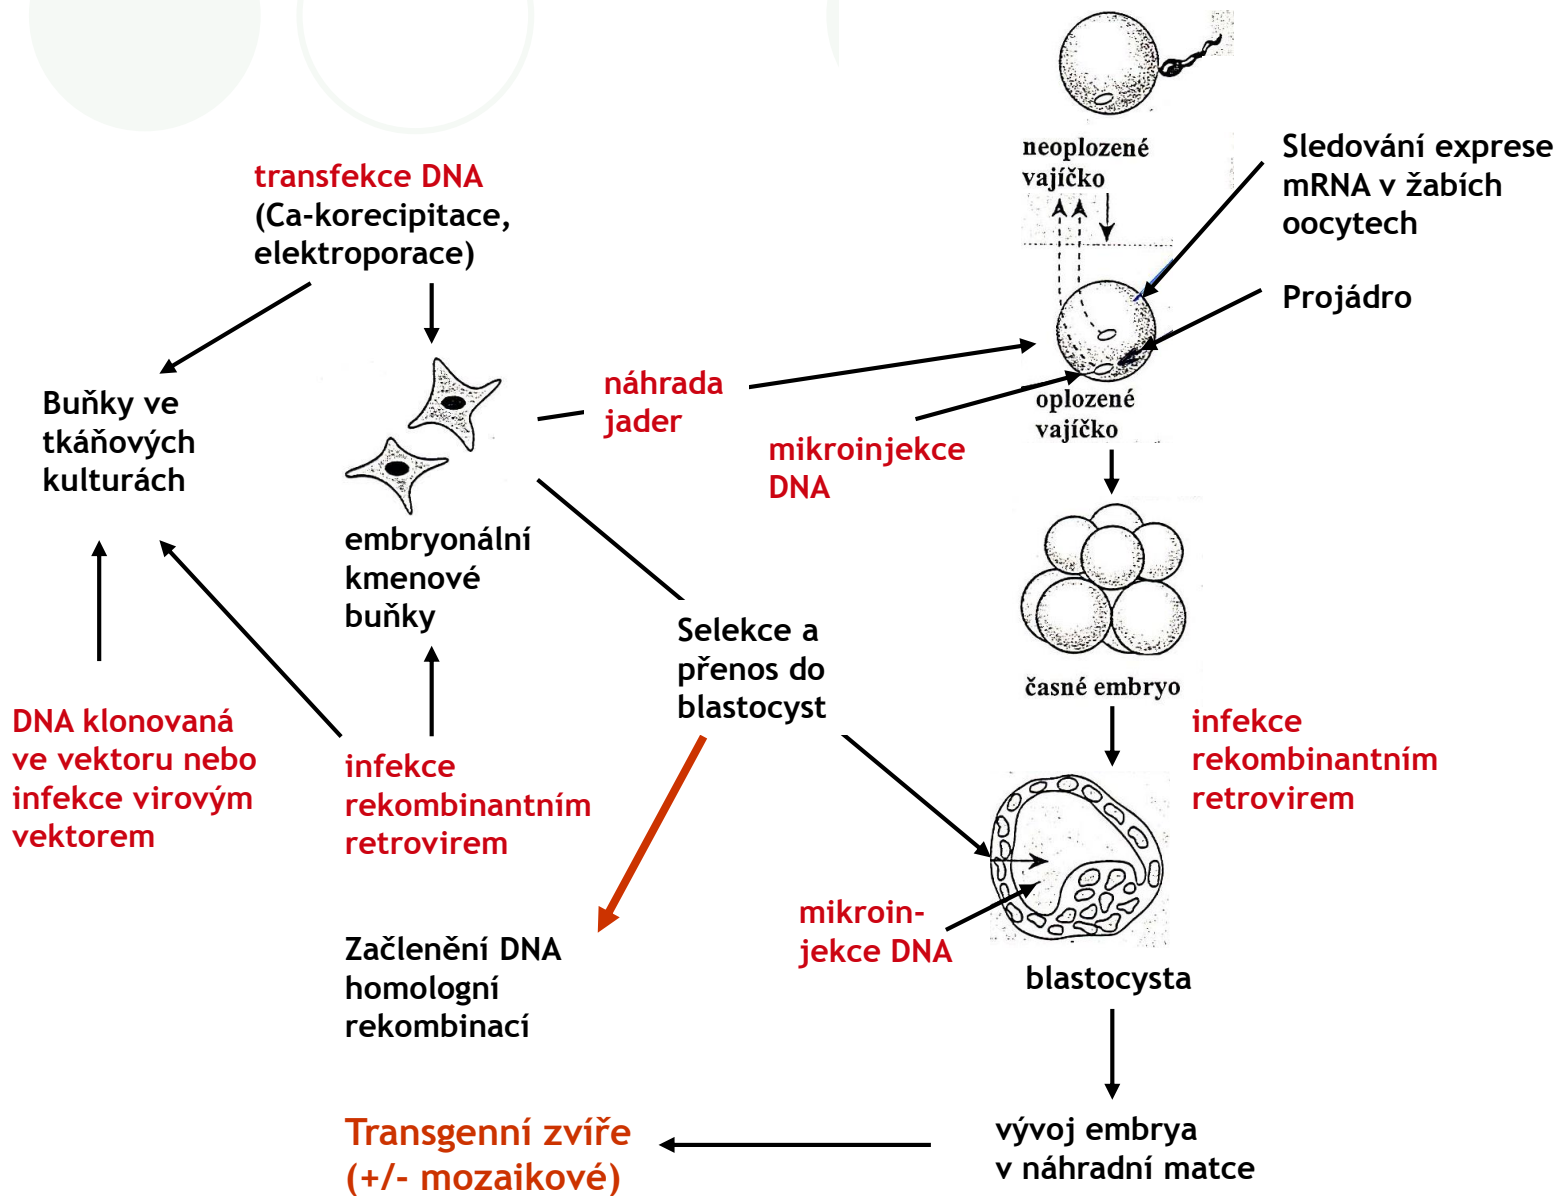 neoplozené
vajíčko
Sledování exprese
mRNA v žabích
oocytech
Projádro
transfekce DNA
(Ca-korecipitace,
elektroporace)
Buňky ve
tkáňových
kulturách
náhrada
jader
mikroinjekce
DNA
oplozené
vajíčko
embryonální
kmenové
buňky
Selekce a
přenos do
blastocyst
časné embryo
DNA klonovaná
ve vektoru nebo
infekce virovým
vektorem
infekce
rekombinantním
retrovirem
infekce
rekombinantním
retrovirem
mikroin-
jekce DNA
Začlenění DNA
homologní
rekombinací
blastocysta
Transgenní zvíře
(+/- mozaikové)
vývoj embrya
v náhradní matce